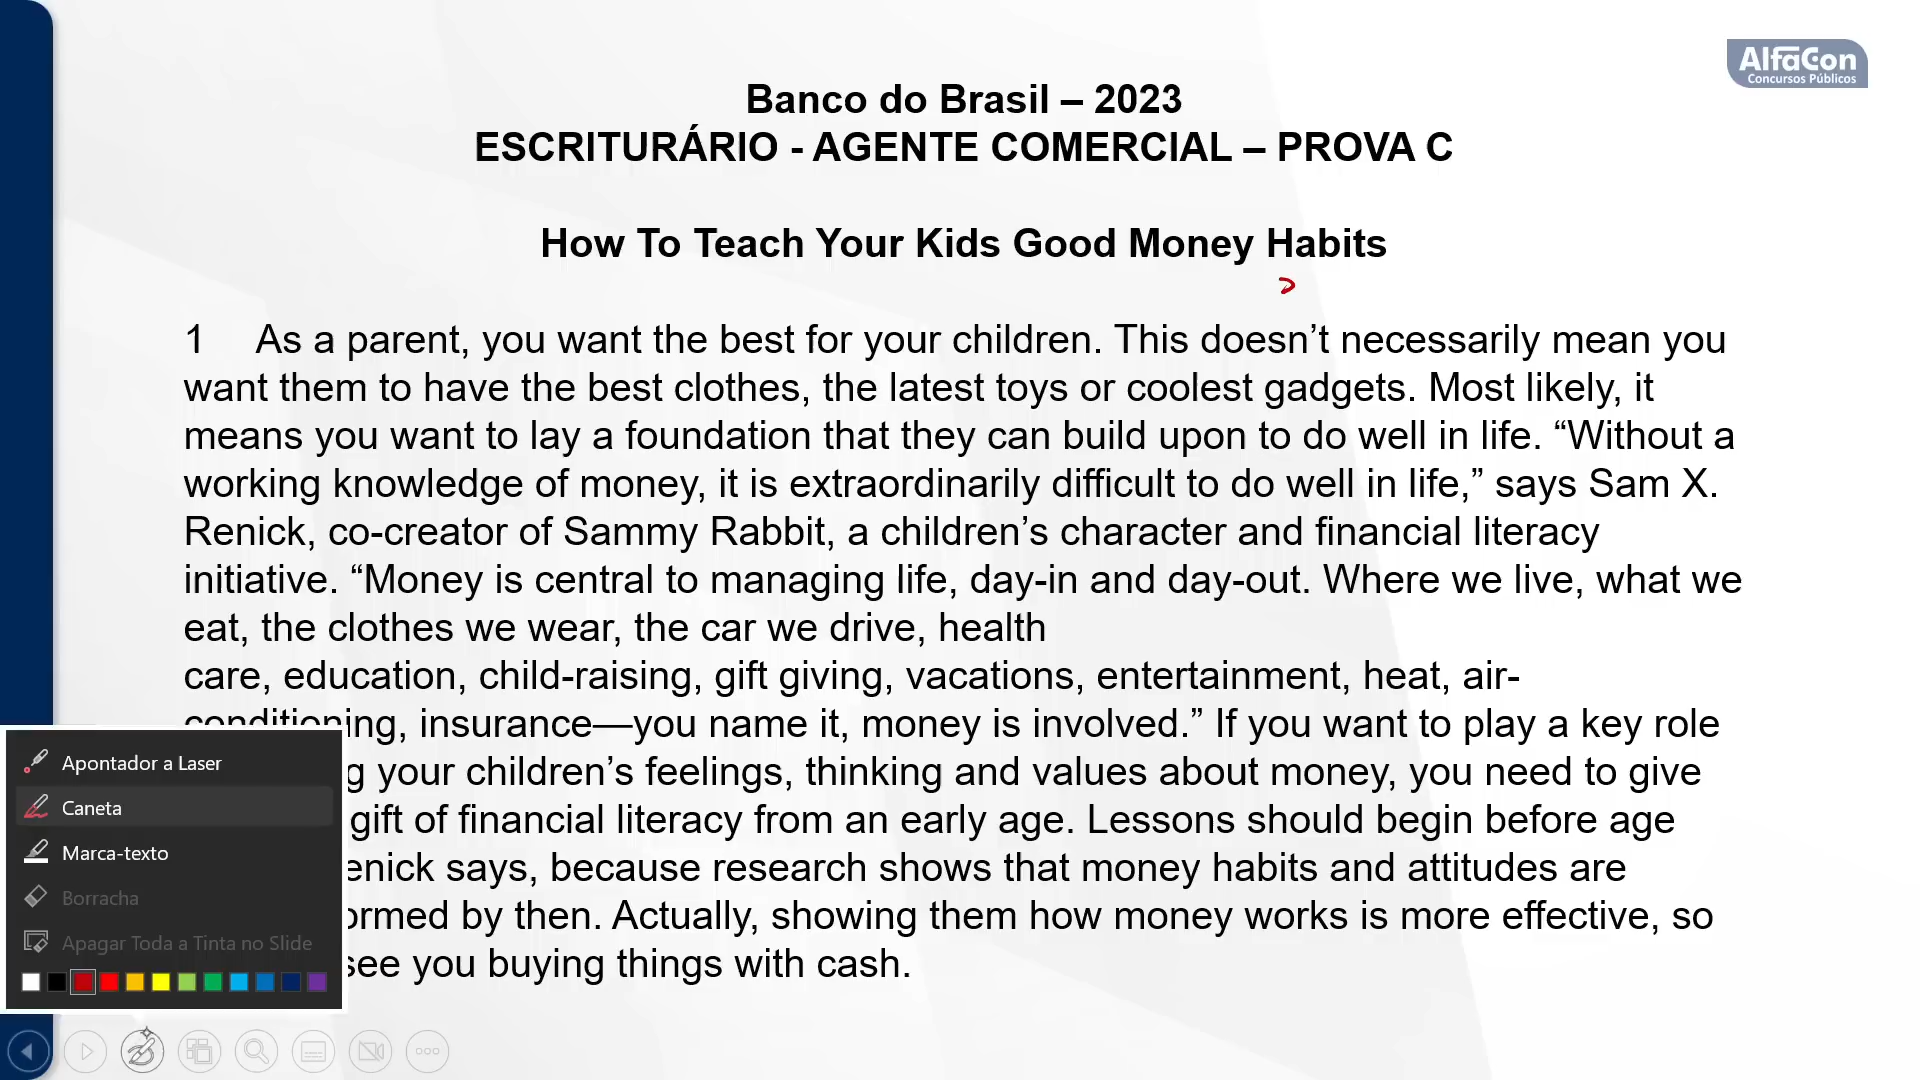 AlfaCon
Concursos Públicos
Banco do Brasil – 2023
ESCRITURÁRIO - AGENTE COMERCIAL – PROVA C
How To Teach Your Kids Good Money Habits
1 As a parent, you want the best for your children. This doesn’t necessarily mean you
want them to have the best clothes, the latest toys or coolest gadgets. Most likely, it
means you want to lay a foundation that they can build upon to do well in life. “Without a
working knowledge of money, it is extraordinarily difficult to do well in life,” says Sam X.
Renick, co-creator of Sammy Rabbit, a children’s character and financial literacy
initiative. “Money is central to managing life, day-in and day-out. Where we live, what we
eat, the clothes we wear, the car we drive, health
care, education, child-raising, gift giving, vacations, entertainment, heat, air-
conditioning, insurance—you name it, money is involved.” If you want to play a key role
g your children’s feelings, thinking and values about money, you need to give
gift of financial literacy from an early age. Lessons should begin before age
enick says, because research shows that money habits and attitudes are
ormed by then. Actually, showing them how money works is more effective, so
see you buying things with cash.
Apontador a Laser
Caneta
Marca-texto
Borracha
Apagar Toda a Tinta no Slide